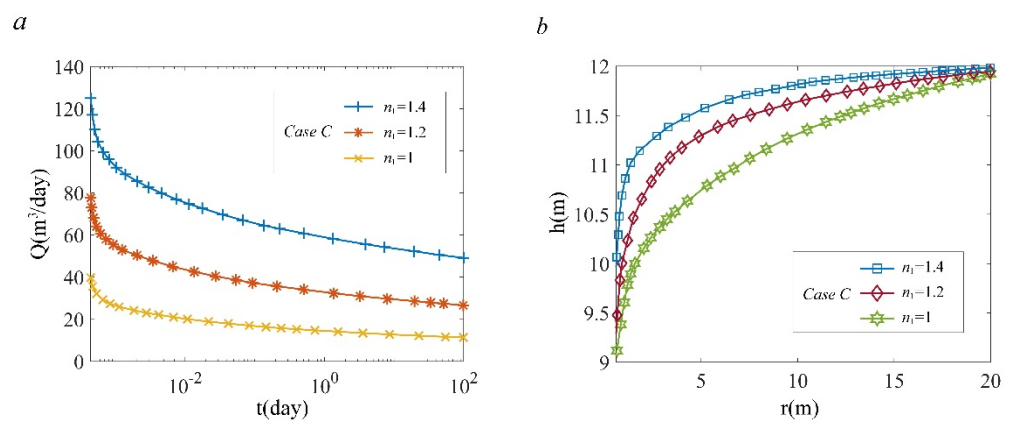 a
b
140
120
100
80
60
40
20
0
Q(m³/day)
n₁=1.4
Case C n₁=1.2
n₁=1
10⁻² 10⁰ 10²
t(day)
12
11.5
11
10.5
10
9.5
9
h(m)
n₁=1.4
Case C n₁=1.2
n₁=1
5 10 15 20
r(m)